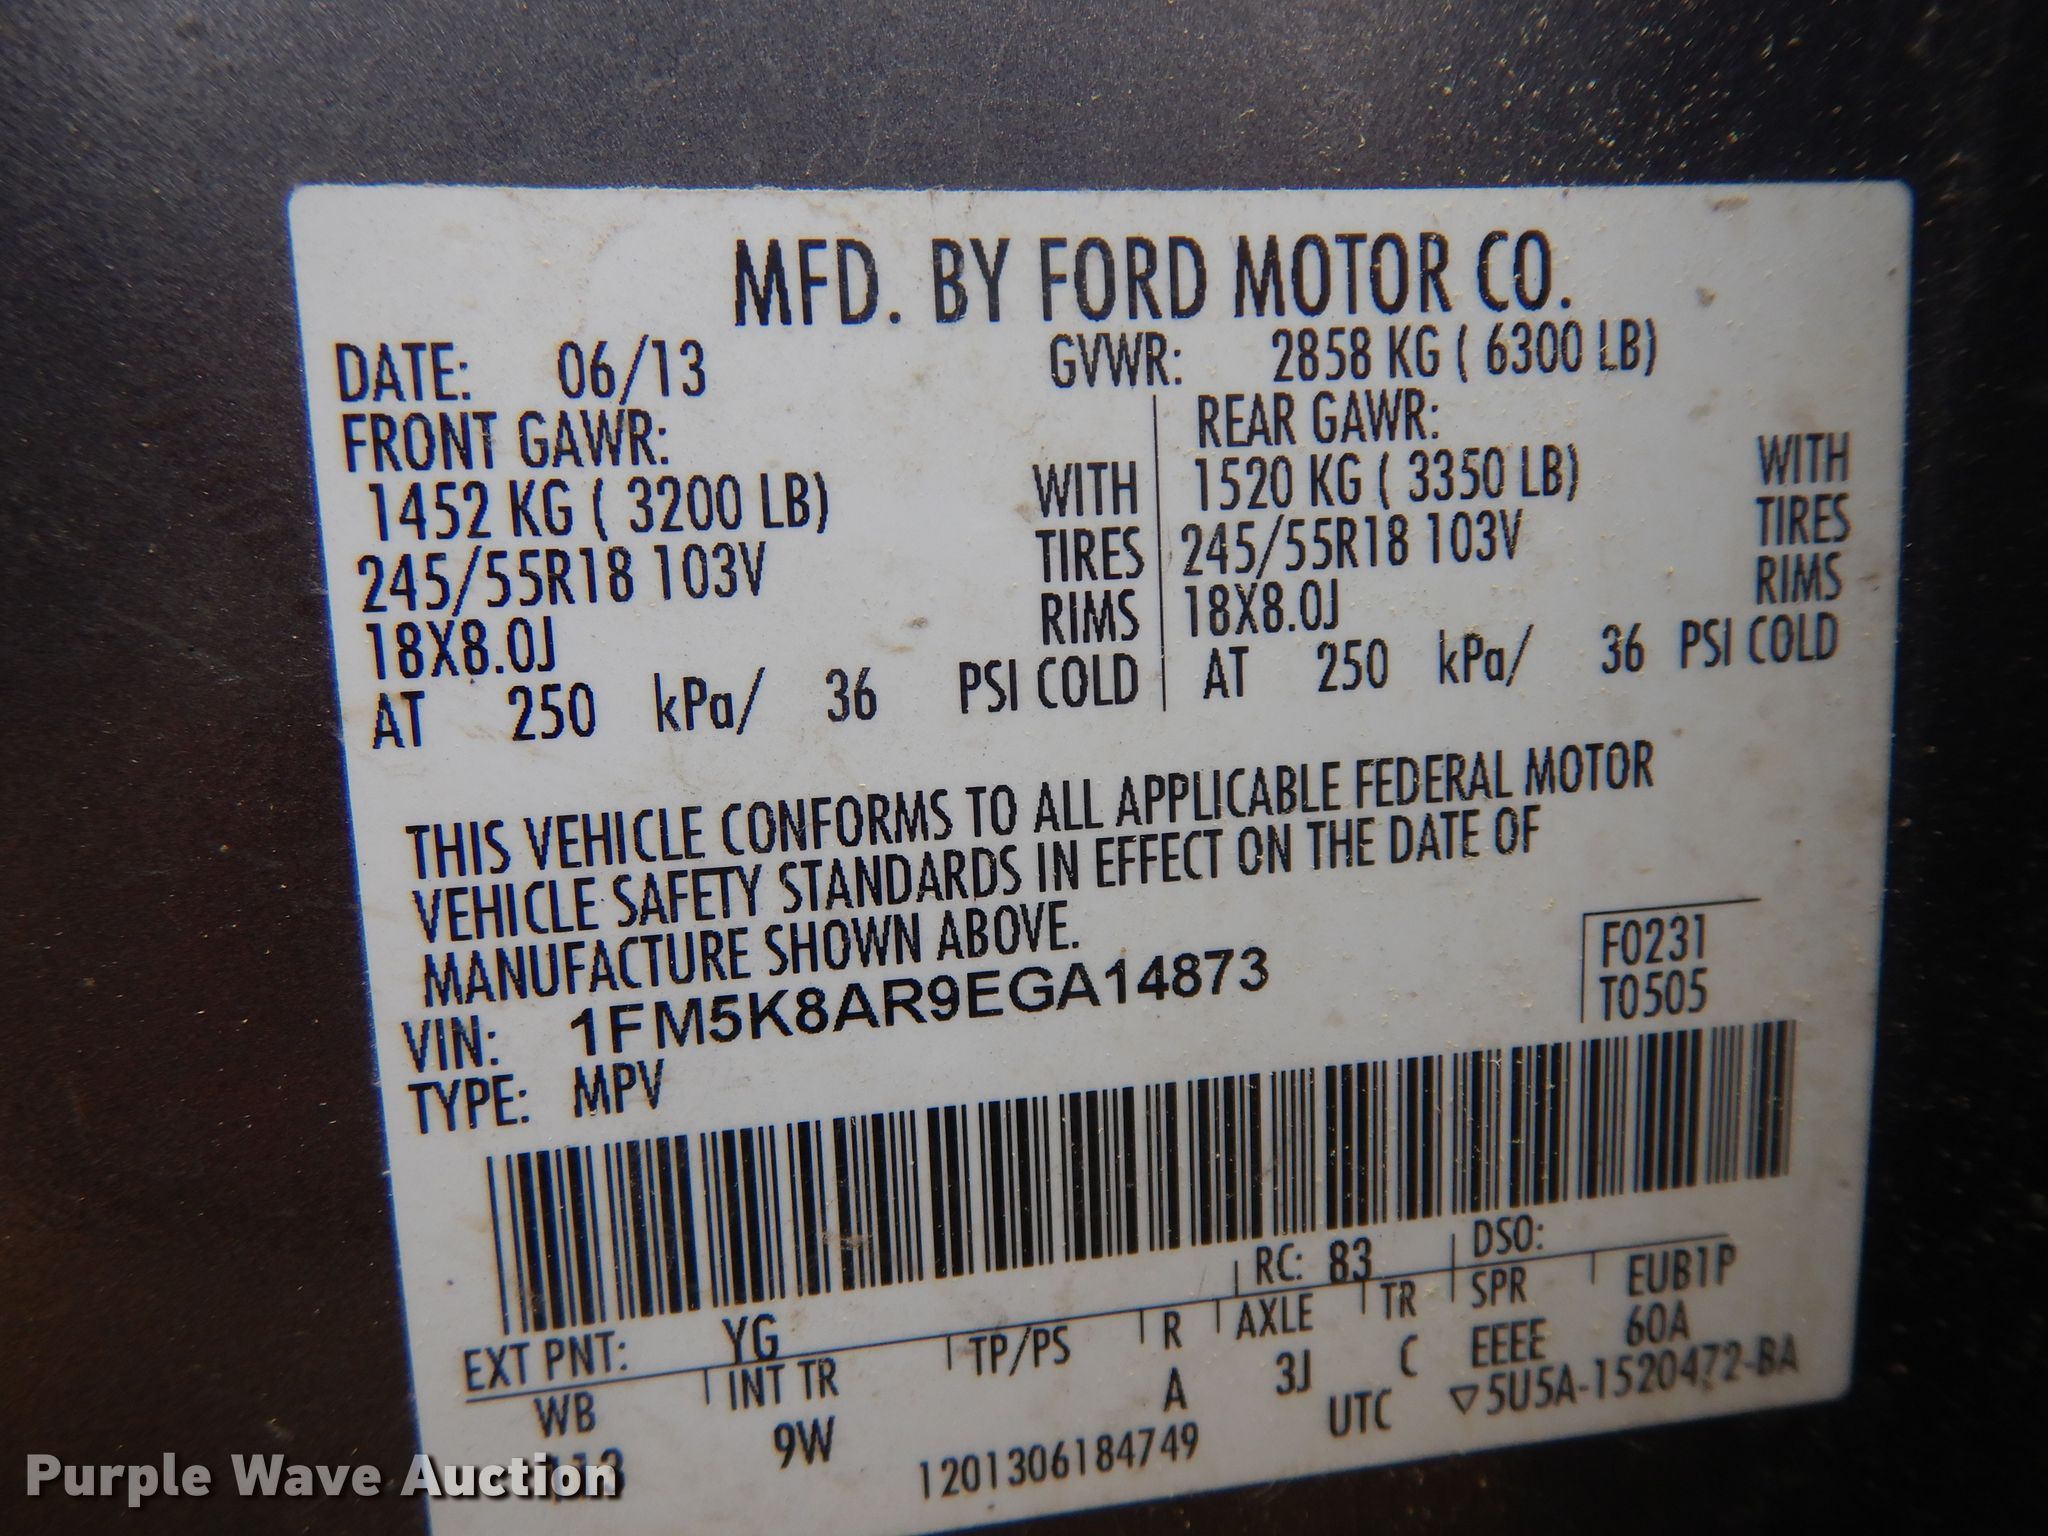 MFD. BY FORD MOTOR CO.
DATE: 06/13 GVWR: 2858 KG ( 6300 LB)
FRONT GAWR: REAR GAWR:
1452 KG ( 3200 LB) WITH 1520 KG ( 3350 LB) WITH
245/55R18 103V TIRES 245/55R18 103V TIRES
18X8.0J RIMS 18X8.0J RIMS
AT 250 kPa/ 36 PSI COLD AT 250 kPa/ 36 PSI COLD
THIS VEHICLE CONFORMS TO ALL APPLICABLE FEDERAL MOTOR
VEHICLE SAFETY STANDARDS IN EFFECT ON THE DATE OF
MANUFACTURE SHOWN ABOVE.
F0231
T0505
VIN: 1FM5K8AR9EGA14873
TYPE: MPV
RC: 83 DSO:
EXT PNT: YG
WB INT TR TP/PS R AXLE TR SPR EUB1P
9W A 3J C EEEE 60A
1201306184749 UTC ▽5U5A-1520472-BA
Purple Wave Auction